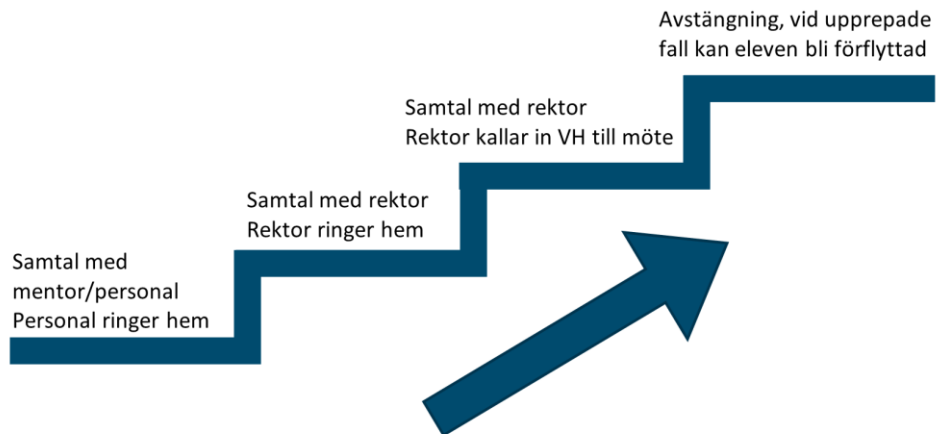 Samtal med
mentor/personal
Personal ringer hem
Samtal med rektor
Rektor ringer hem
Samtal med rektor
Rektor kallar in VH till möte
Avstängning, vid upprepade
fall kan eleven bli förflyttad